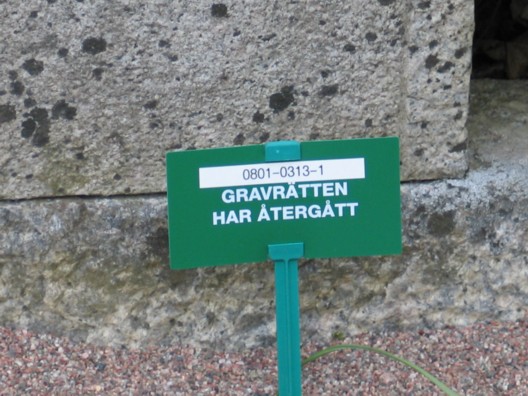 0801-0313-1
GRAVRÄTTEN
HAR ÅTERGÅTT